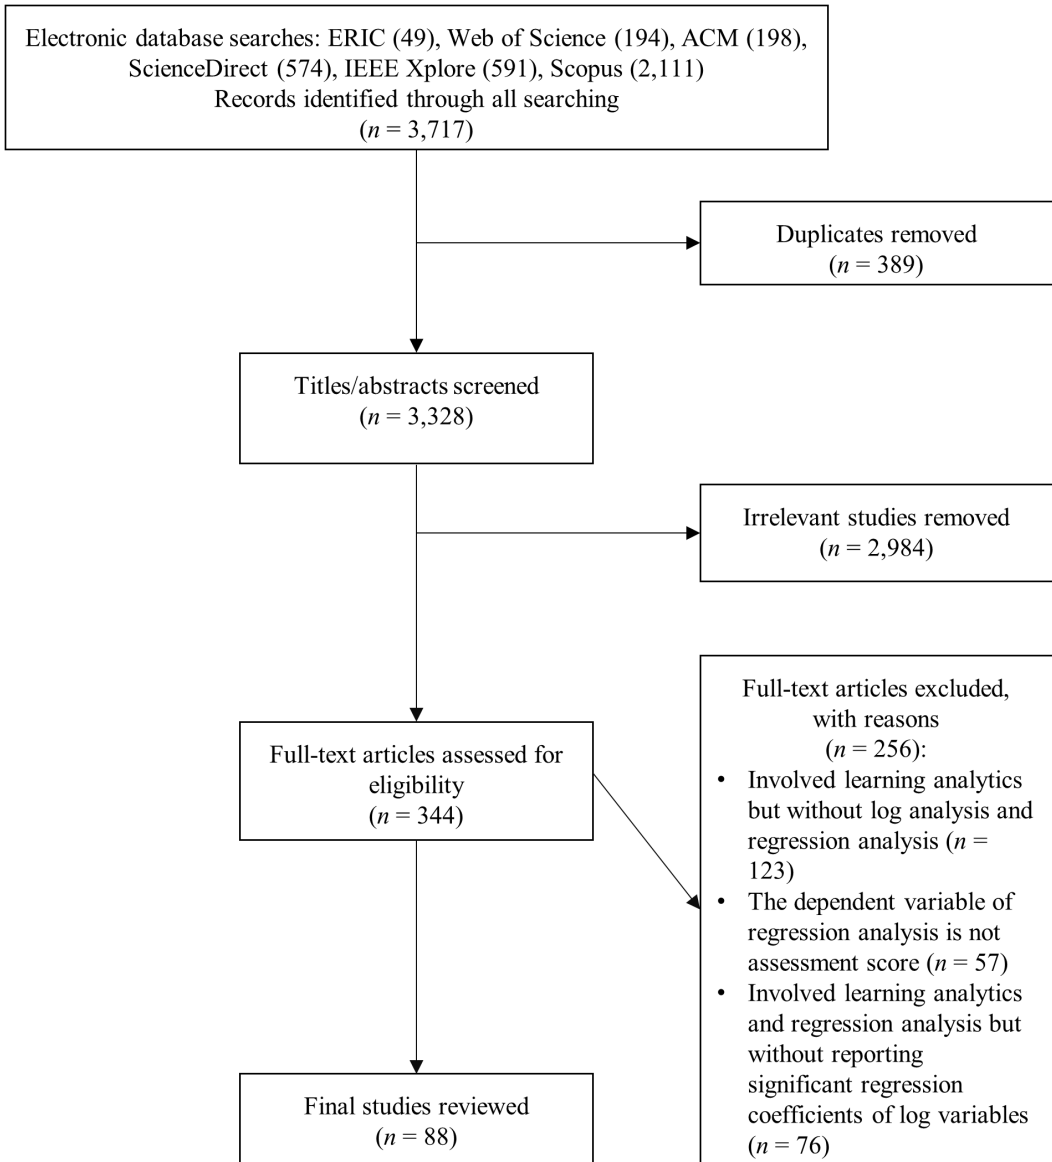 Electronic database searches: ERIC (49), Web of Science (194), ACM (198),
ScienceDirect (574), IEEE Xplore (591), Scopus (2,111)
Records identified through all searching
(n = 3,717)
Duplicates removed
(n = 389)
Titles/abstracts screened
(n = 3,328)
Irrelevant studies removed
(n = 2,984)
Full-text articles assessed for
eligibility
(n = 344)
Full-text articles excluded,
with reasons
(n = 256):
• Involved learning analytics
but without log analysis and
regression analysis (n =
123)
• The dependent variable of
regression analysis is not
assessment score (n = 57)
• Involved learning analytics
and regression analysis but
without reporting
significant regression
coefficients of log variables
(n = 76)
Final studies reviewed
(n = 88)